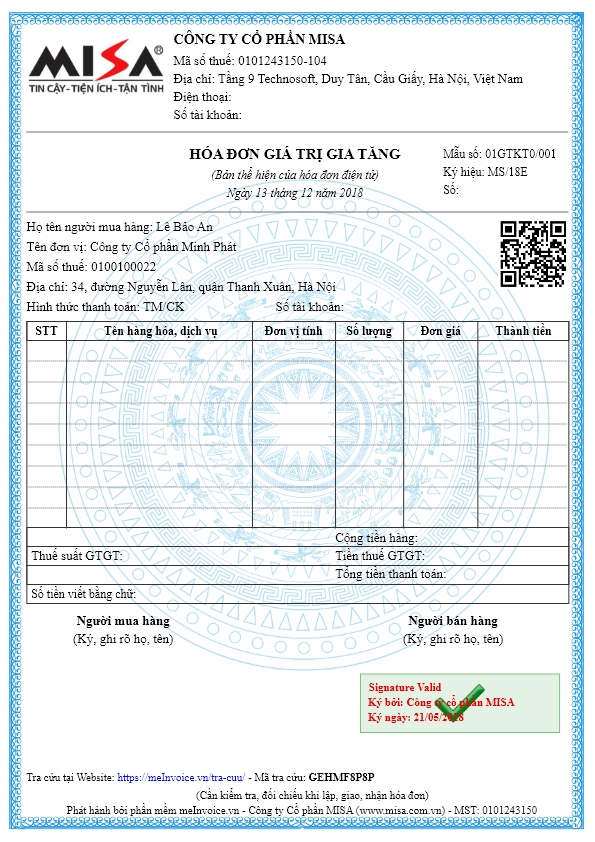 MISA®
TIN CẬY-TIỆN ÍCH-TẬN TÌNH
CÔNG TY CỔ PHẦN MISA
Mã số thuế: 0101243150-104
Địa chỉ: Tầng 9 Technosoft, Duy Tân, Cầu Giấy, Hà Nội, Việt Nam
Điện thoại:
Số tài khoản:
HÓA ĐƠN GIÁ TRỊ GIA TĂNG
(Bản thể hiện của hóa đơn điện tử)
Ngày 13 tháng 12 năm 2018
Mẫu số: 01GTKT0/001
Ký hiệu: MS/18E
Số:
Họ tên người mua hàng: Lê Bảo An
Tên đơn vị: Công ty Cổ phần Minh Phát
Mã số thuế: 0100100022
Địa chỉ: 34, đường Nguyễn Lân, quận Thanh Xuân, Hà Nội
Hình thức thanh toán: TM/CK Số tài khoản:
STT Tên hàng hóa, dịch vụ Đơn vị tính Số lượng Đơn giá Thành tiền
Cộng tiền hàng:
Thuế suất GTGT: Tiền thuế GTGT:
Tổng tiền thanh toán:
Số tiền viết bằng chữ:
Người mua hàng Người bán hàng
(Ký, ghi rõ họ, tên) (Ký, ghi rõ họ, tên)
Signature Valid
Ký bởi: Công ty cổ phần MISA
Ký ngày: 21/05/2018
Tra cứu tại Website: https://meInvoice.vn/tra-cuu/ - Mã tra cứu: GEHMF8P8P
(Cần kiểm tra, đối chiếu khi lập, giao, nhận hóa đơn)
Phát hành bởi phần mềm meInvoice.vn - Công ty Cổ phần MISA (www.misa.com.vn) - MST: 0101243150